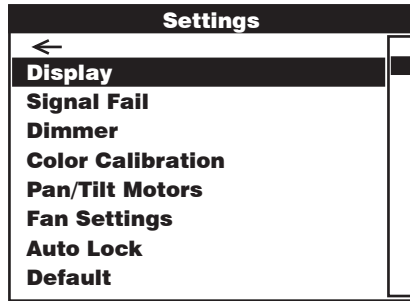 Settings
←
Display
Signal Fail
Dimmer
Color Calibration
Pan/Tilt Motors
Fan Settings
Auto Lock
Default